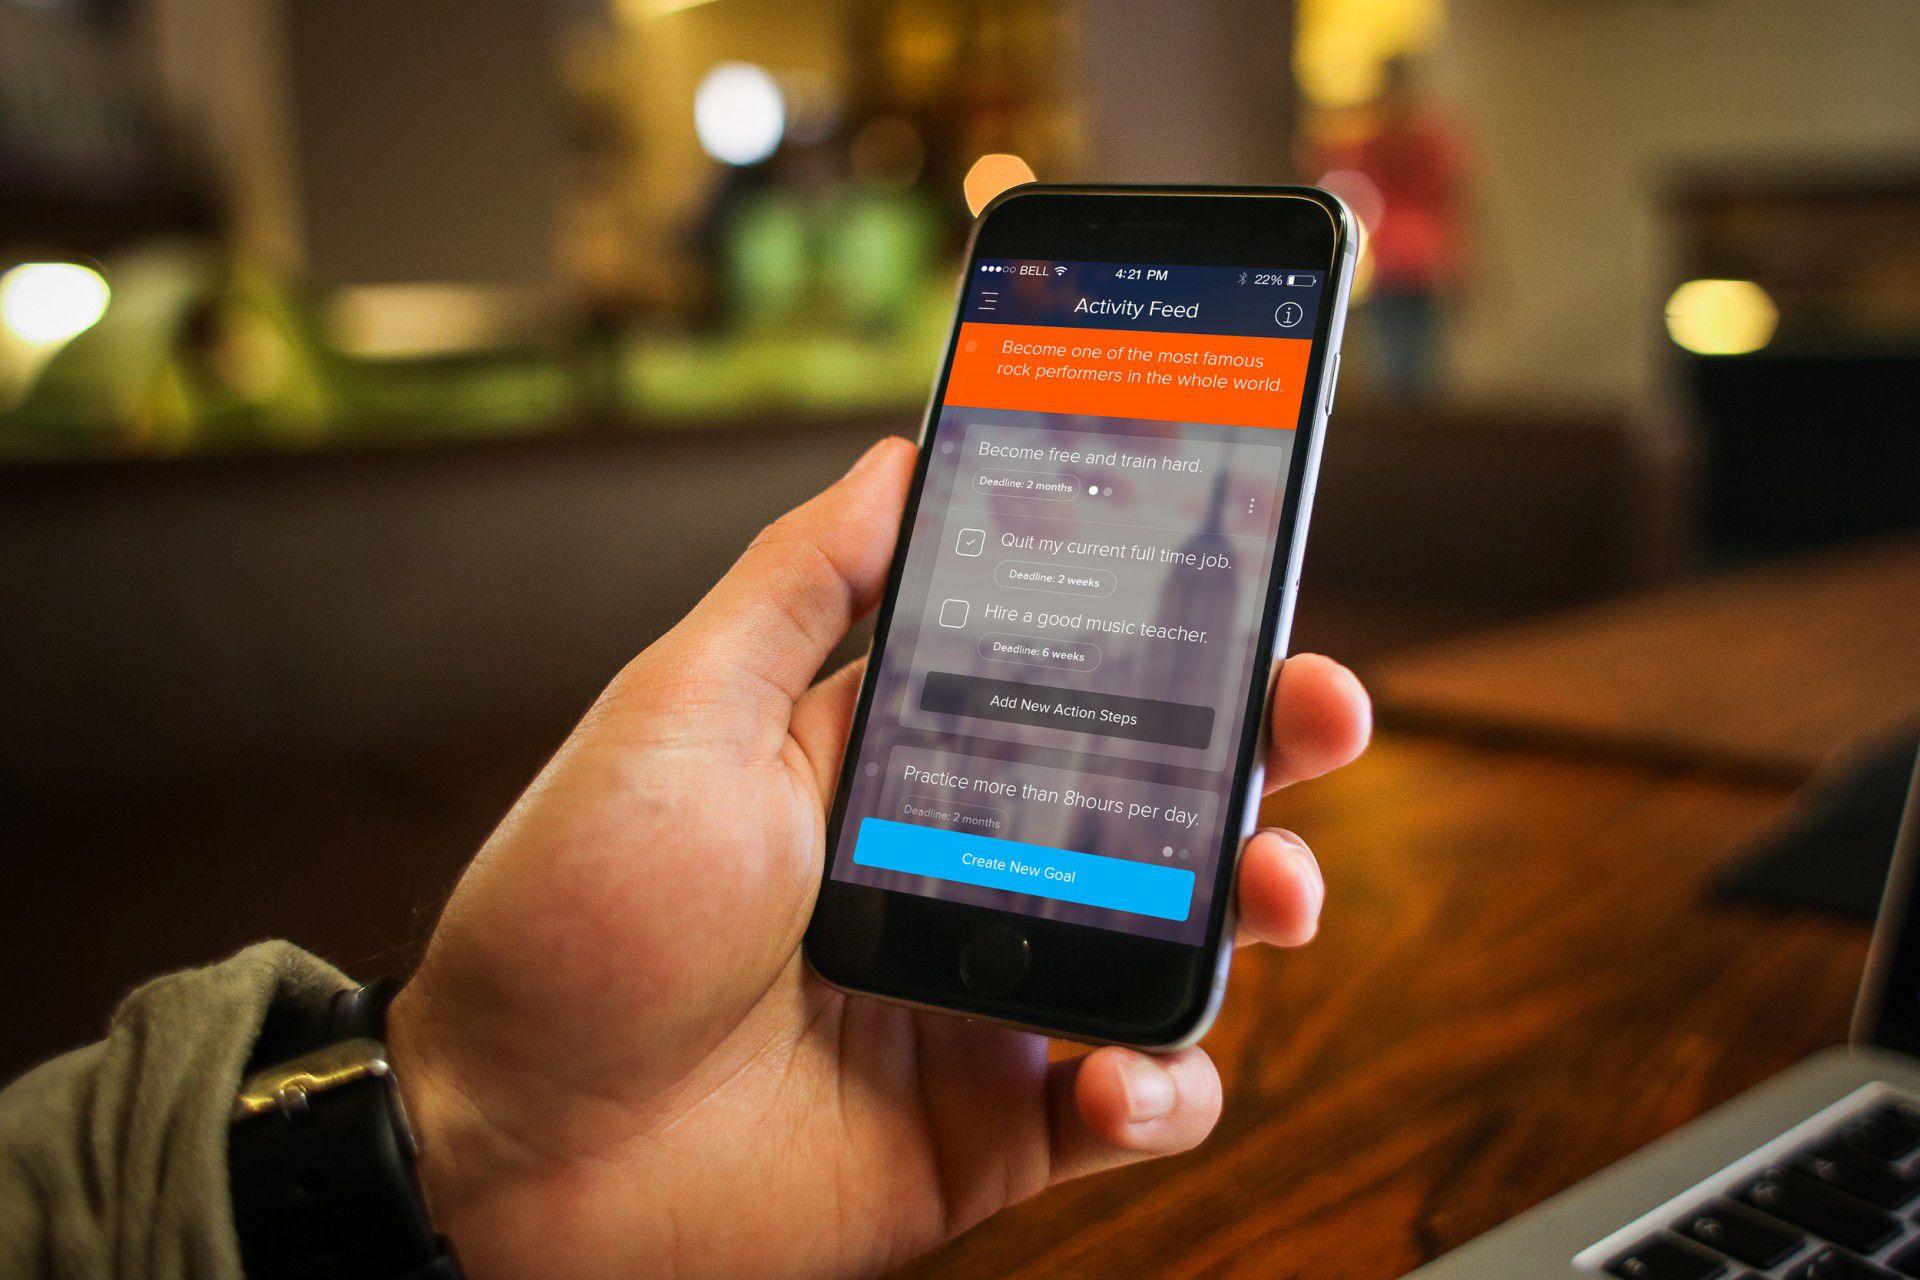 BELL 4:21 PM 22%
Activity Feed
Become one of the most famous
rock performers in the whole world.
Become free and train hard.
Deadline: 2 months
Quit my current full time job.
Deadline: 2 weeks
Hire a good music teacher.
Deadline: 6 weeks
Add New Action Steps
Practice more than 8hours per day.
Deadline: 2 months
Create New Goal